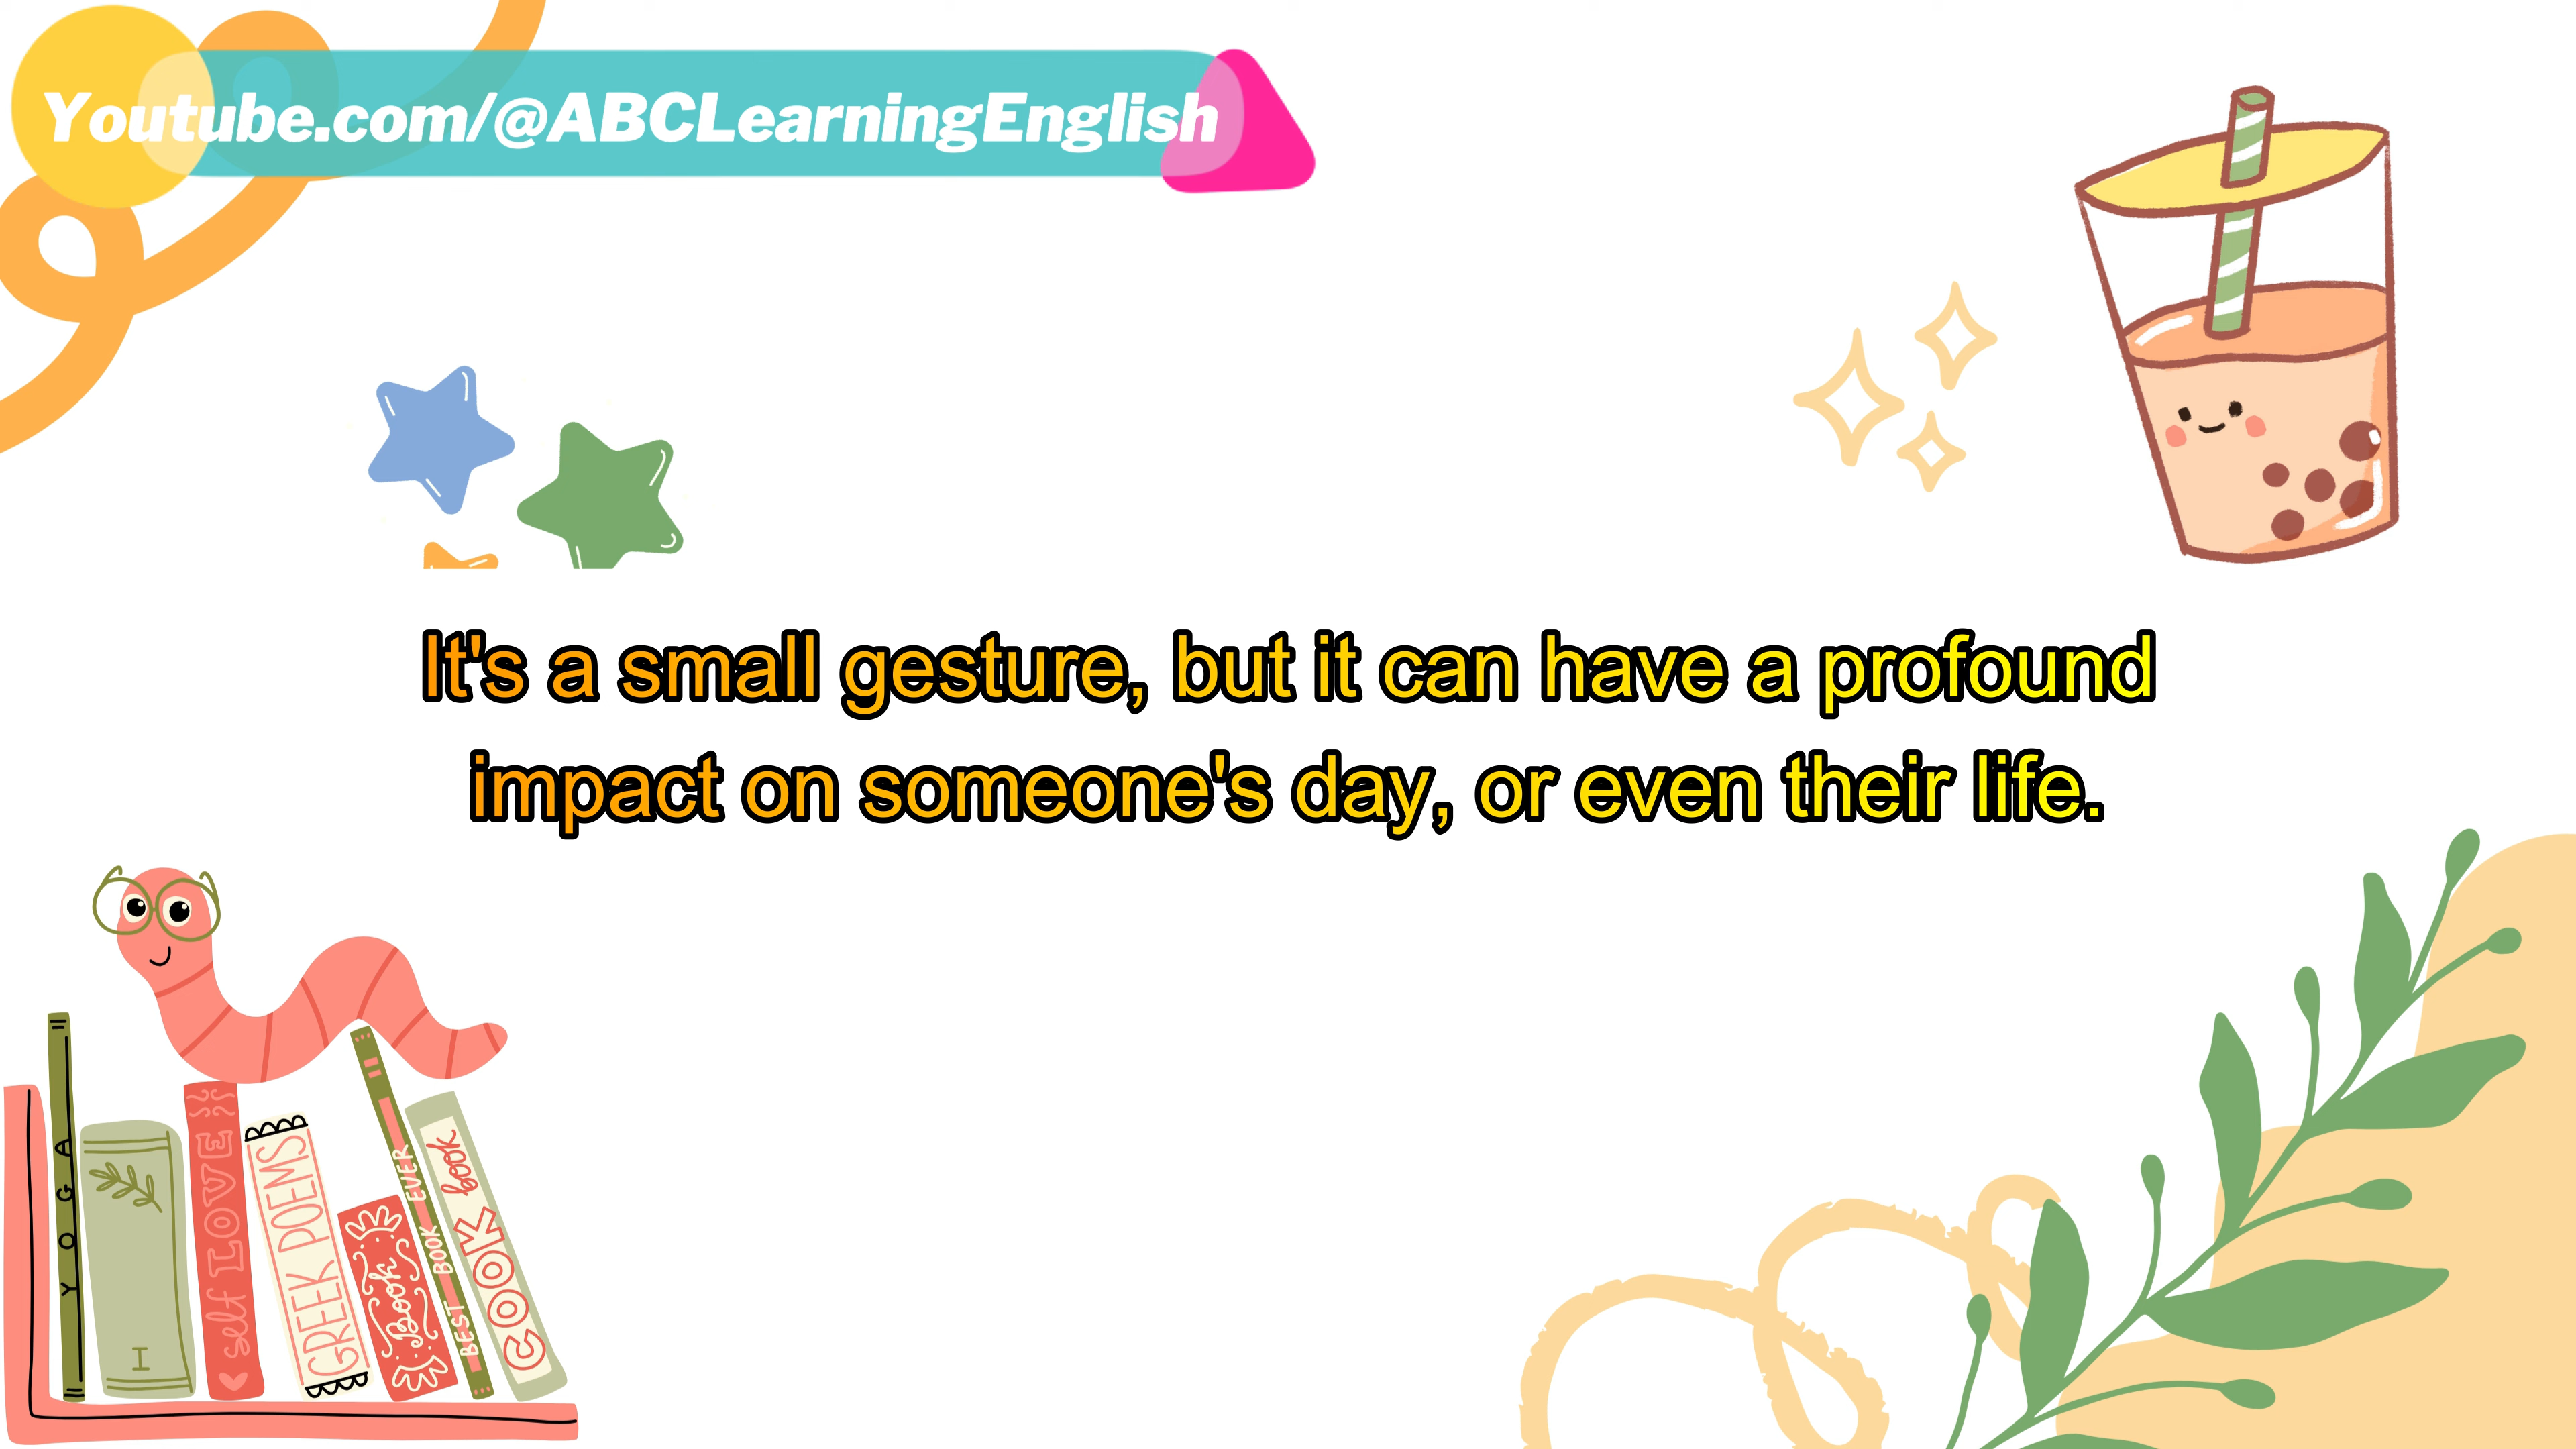 Youtube.com/@ABCLearningEnglish
It's a small gesture, but it can have a profound
impact on someone's day, or even their life.
YOGA
I
self LOVE
GREEK POEMS
Book
BEST BOOK EVER
COOK book